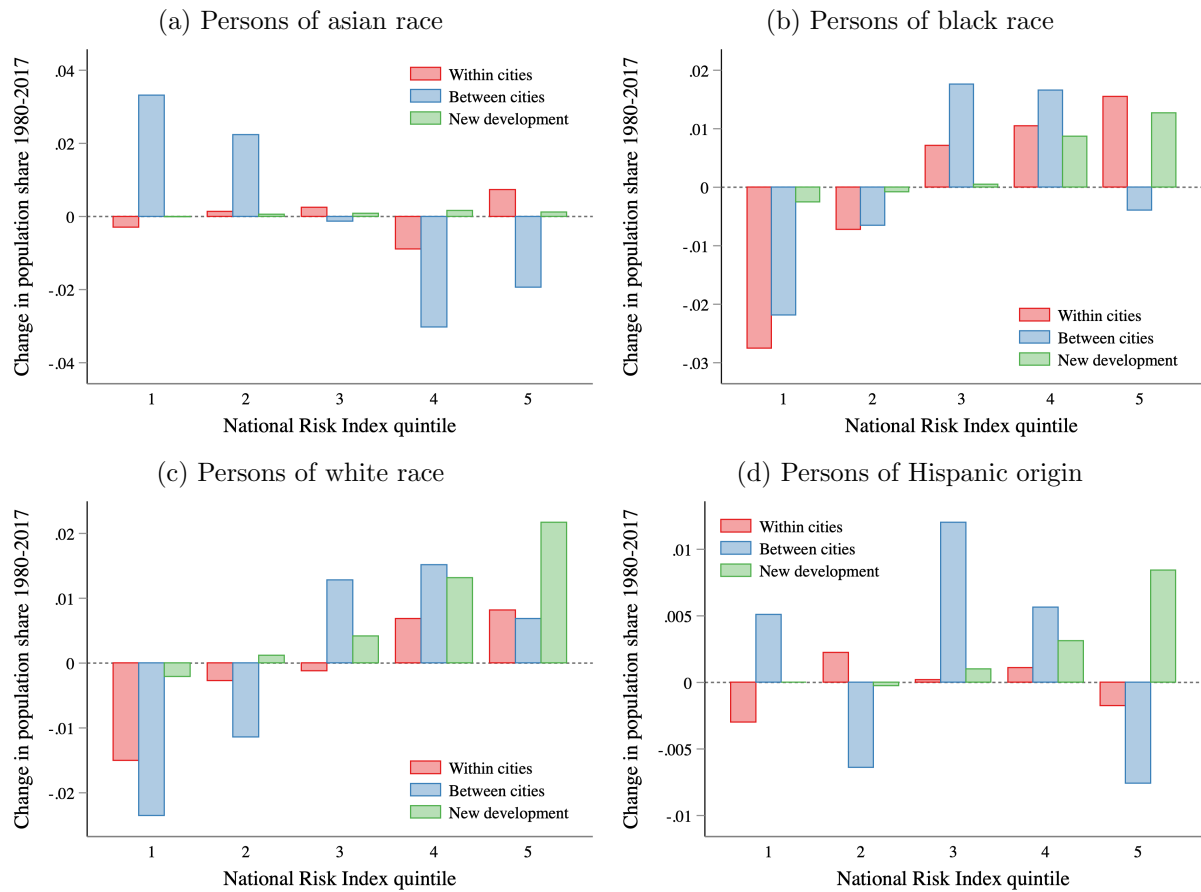 (a) Persons of asian race
Change in population share 1980-2017
.04
.02
0
-.02
-.04
Within cities
Between cities
New development
1 2 3 4 5
National Risk Index quintile
(b) Persons of black race
Change in population share 1980-2017
.02
.01
0
-.01
-.02
-.03
Within cities
Between cities
New development
1 2 3 4 5
National Risk Index quintile
(c) Persons of white race
Change in population share 1980-2017
.02
.01
0
-.01
-.02
Within cities
Between cities
New development
1 2 3 4 5
National Risk Index quintile
(d) Persons of Hispanic origin
Change in population share 1980-2017
.01
.005
0
-.005
-.01
Within cities
Between cities
New development
1 2 3 4 5
National Risk Index quintile